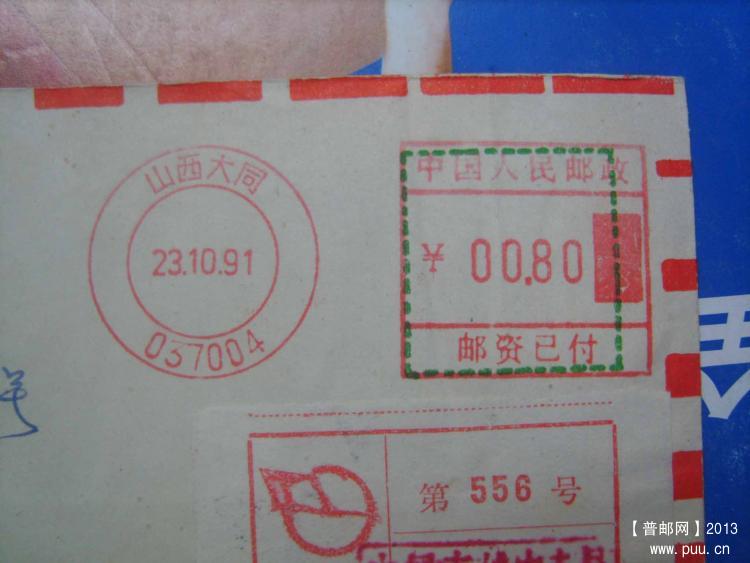 山西大同
23.10.91
037004
中国人民邮政
¥ 00.80
邮资已付
第 556 号
号
【普邮网】2013
www.puu.cn